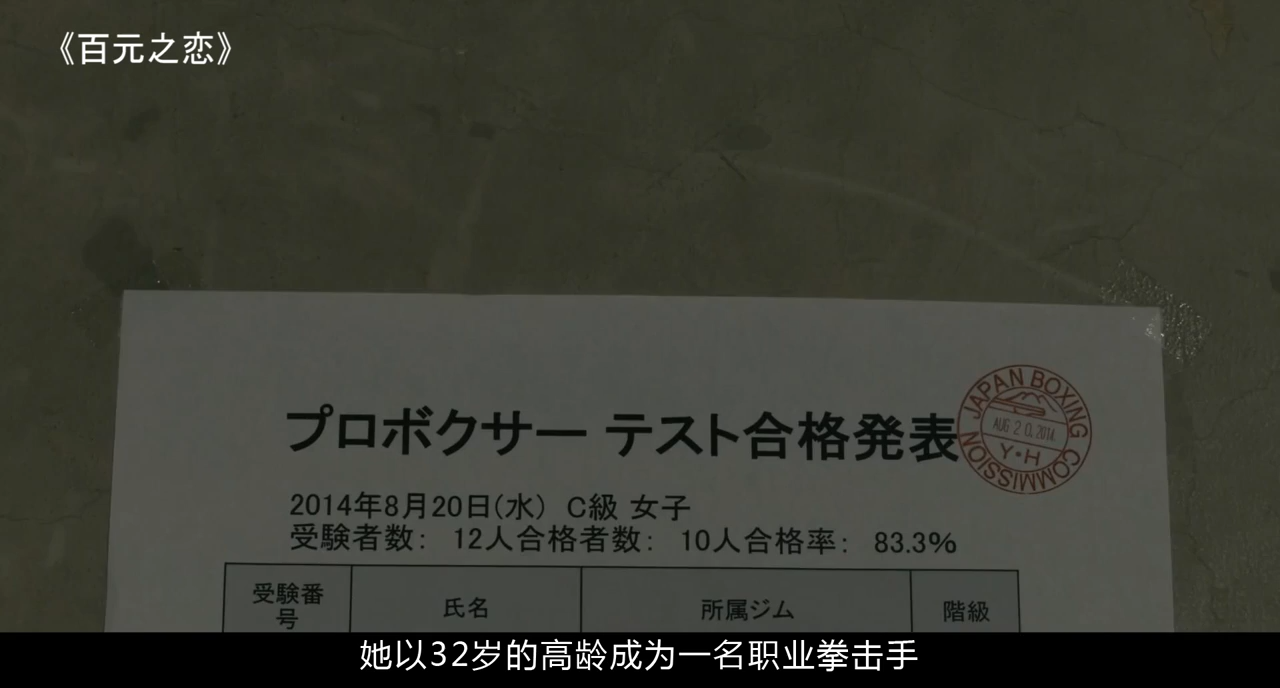 《百元之恋》
プロボクサー テスト合格発表
JAPAN BOXING COMMISSION
AUG 20.2014.
Y・H
2014年8月20日(水) C級 女子
受験者数: 12人合格者数: 10人合格率: 83.3%
受験番号 氏名 所属ジム 階級
她以32岁的高龄成为一名职业拳击手